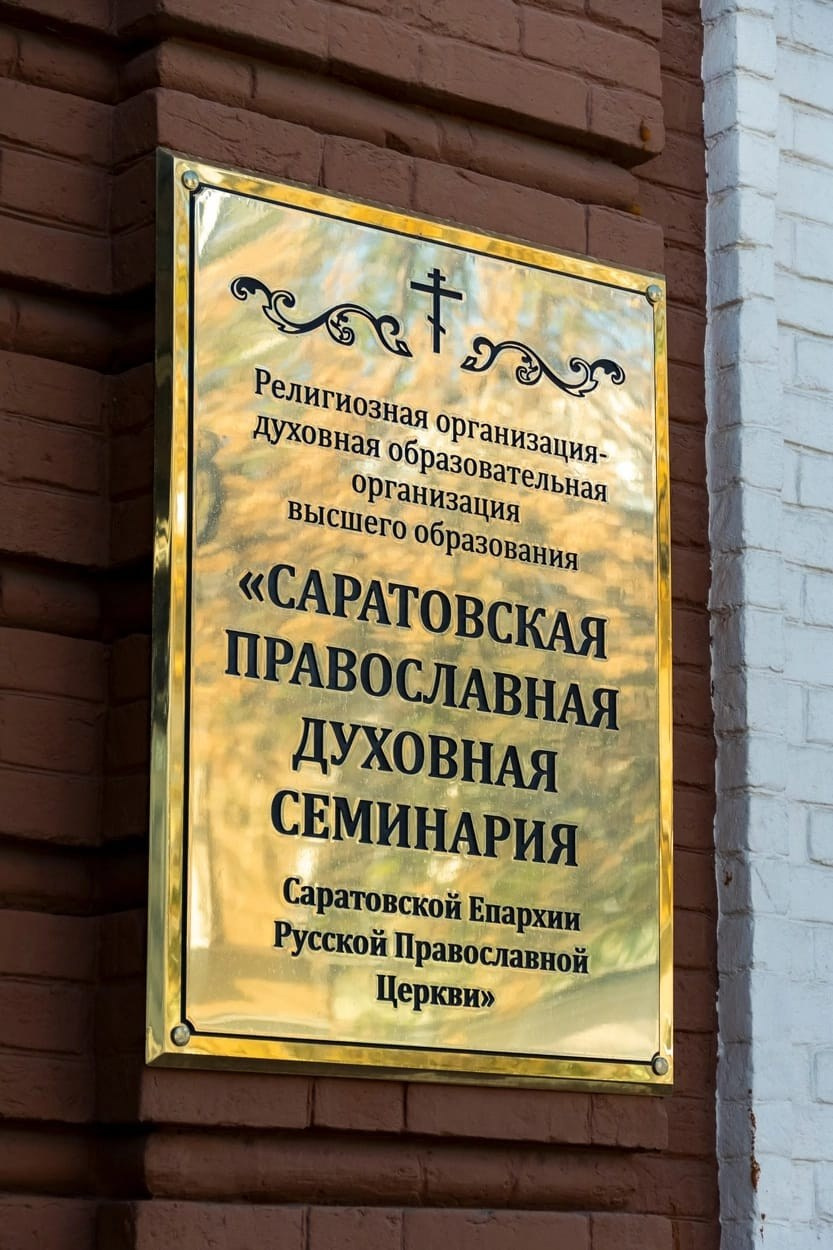 Религиозная организация-
духовная образовательная
организация
высшего образования
«САРАТОВСКАЯ
ПРАВОСЛАВНАЯ
ДУХОВНАЯ
СЕМИНАРИЯ
Саратовской Епархии
Русской Православной
Церкви»